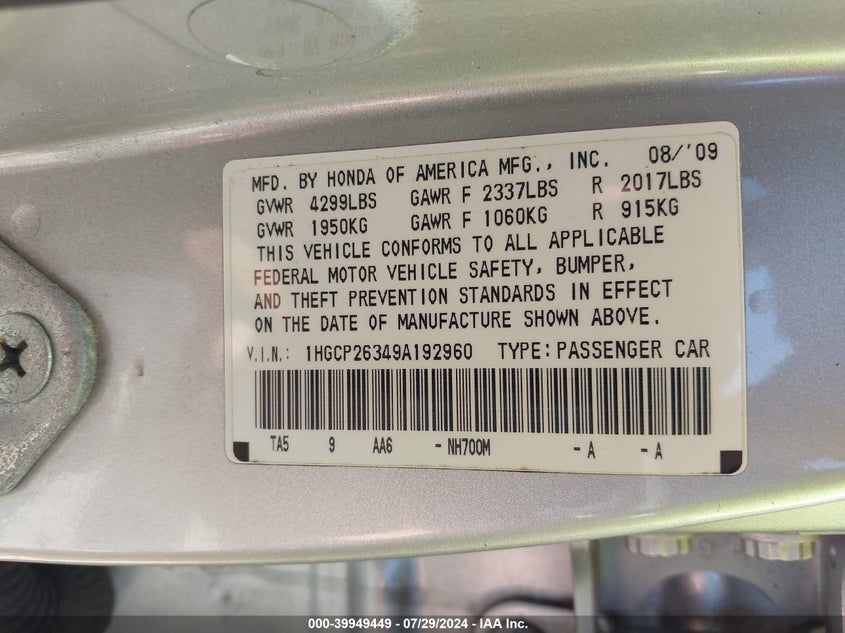 MFD. BY HONDA OF AMERICA MFG., INC. 08/'09
GVWR 4299LBS GAWR F 2337LBS R 2017LBS
GVWR 1950KG GAWR F 1060KG R 915KG
THIS VEHICLE CONFORMS TO ALL APPLICABLE
FEDERAL MOTOR VEHICLE SAFETY, BUMPER,
AND THEFT PREVENTION STANDARDS IN EFFECT
ON THE DATE OF MANUFACTURE SHOWN ABOVE.
V.I.N.: 1HGCP26349A192960 TYPE:PASSENGER CAR
TA5 9 AA6 - NH700M - A - A
000-39949449 | 07/29/2024 - IAA Inc.